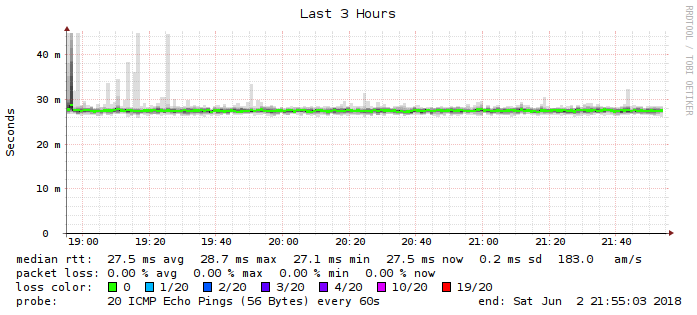 Last 3 Hours
RRDTOOL / TOBI OETIKER
Seconds
40 m
30 m
20 m
10 m
0
19:00 19:20 19:40 20:00 20:20 20:40 21:00 21:20 21:40
median rtt: 27.5 ms avg 28.7 ms max 27.1 ms min 27.5 ms now 0.2 ms sd 183.0 am/s
packet loss: 0.00 % avg 0.00 % max 0.00 % min 0.00 % now
loss color: 0 1/20 2/20 3/20 4/20 10/20 19/20
probe: 20 ICMP Echo Pings (56 Bytes) every 60s end: Sat Jun 2 21:55:03 2018